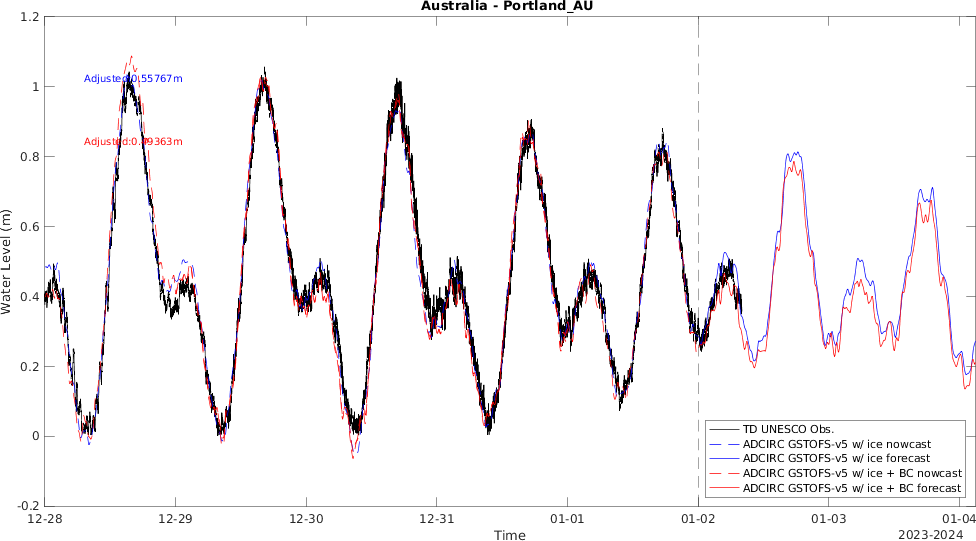 Australia - Portland_AU
1.2
1
0.8
0.6
0.4
0.2
0
-0.2
Water Level (m)
Adjusted:0.55767m
Adjusted:0.49363m
TD UNESCO Obs.
ADCIRC GSTOFS-v5 w/ ice nowcast
ADCIRC GSTOFS-v5 w/ ice forecast
ADCIRC GSTOFS-v5 w/ ice + BC nowcast
ADCIRC GSTOFS-v5 w/ ice + BC forecast
12-28 12-29 12-30 12-31 01-01 01-02 01-03 01-04
Time
2023-2024